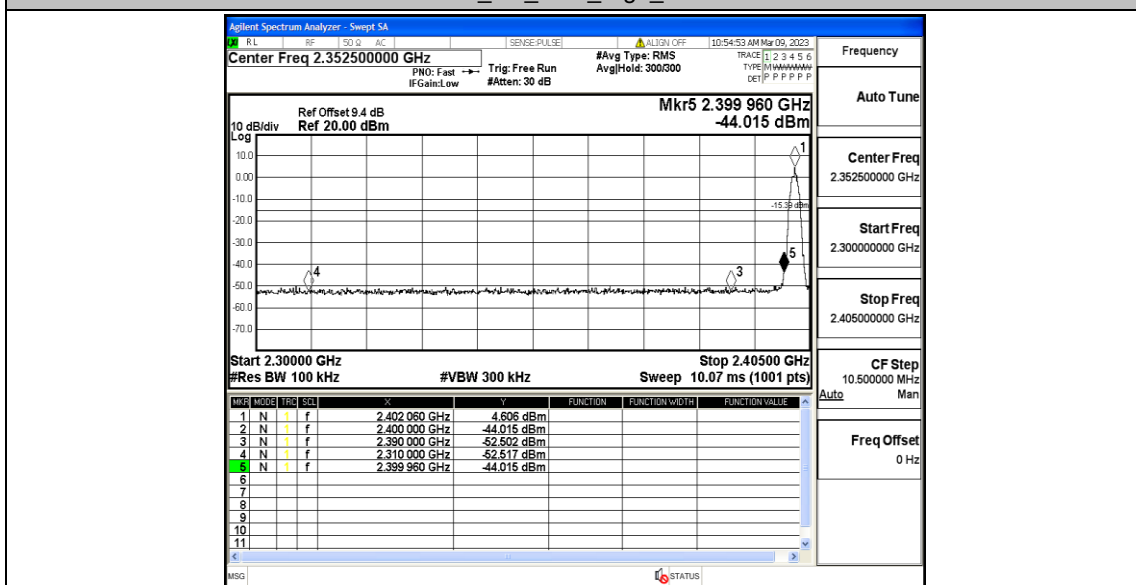 Agilent Spectrum Analyzer - Swept SA
RL RF 50 Ω AC SENSE:PULSE ALIGN OFF 10:54:53 AM Mar 09, 2023
Center Freq 2.352500000 GHz
PNO: Fast
IFGain:Low
Trig: Free Run
#Atten: 30 dB
#Avg Type: RMS
Avg|Hold: 300/300
TRACE 1 2 3 4 5 6
TYPE M
DET P P P P P P
Mkr5 2.399 960 GHz
-44.015 dBm
Ref Offset 9.4 dB
10 dB/div Ref 20.00 dBm
Log
10.0
0.00
-10.0
-20.0
-30.0
-40.0
-50.0
-60.0
-70.0
1
-15.39 dBm
5
4
3
Start 2.30000 GHz Stop 2.40500 GHz
#Res BW 100 kHz #VBW 300 kHz Sweep 10.07 ms (1001 pts)
MKR MODE TRC SCL X Y FUNCTION FUNCTION WIDTH FUNCTION VALUE
1 N 1 f 2.402 060 GHz 4.606 dBm
2 N 1 f 2.400 000 GHz -44.015 dBm
3 N 1 f 2.390 000 GHz -52.502 dBm
4 N 1 f 2.310 000 GHz -52.517 dBm
5 N 1 f 2.399 960 GHz -44.015 dBm
6
7
8
9
10
11
MSG STATUS
Frequency
Auto Tune
Center Freq
2.352500000 GHz
Start Freq
2.300000000 GHz
Stop Freq
2.405000000 GHz
CF Step
10.500000 MHz
Auto Man
Freq Offset
0 Hz